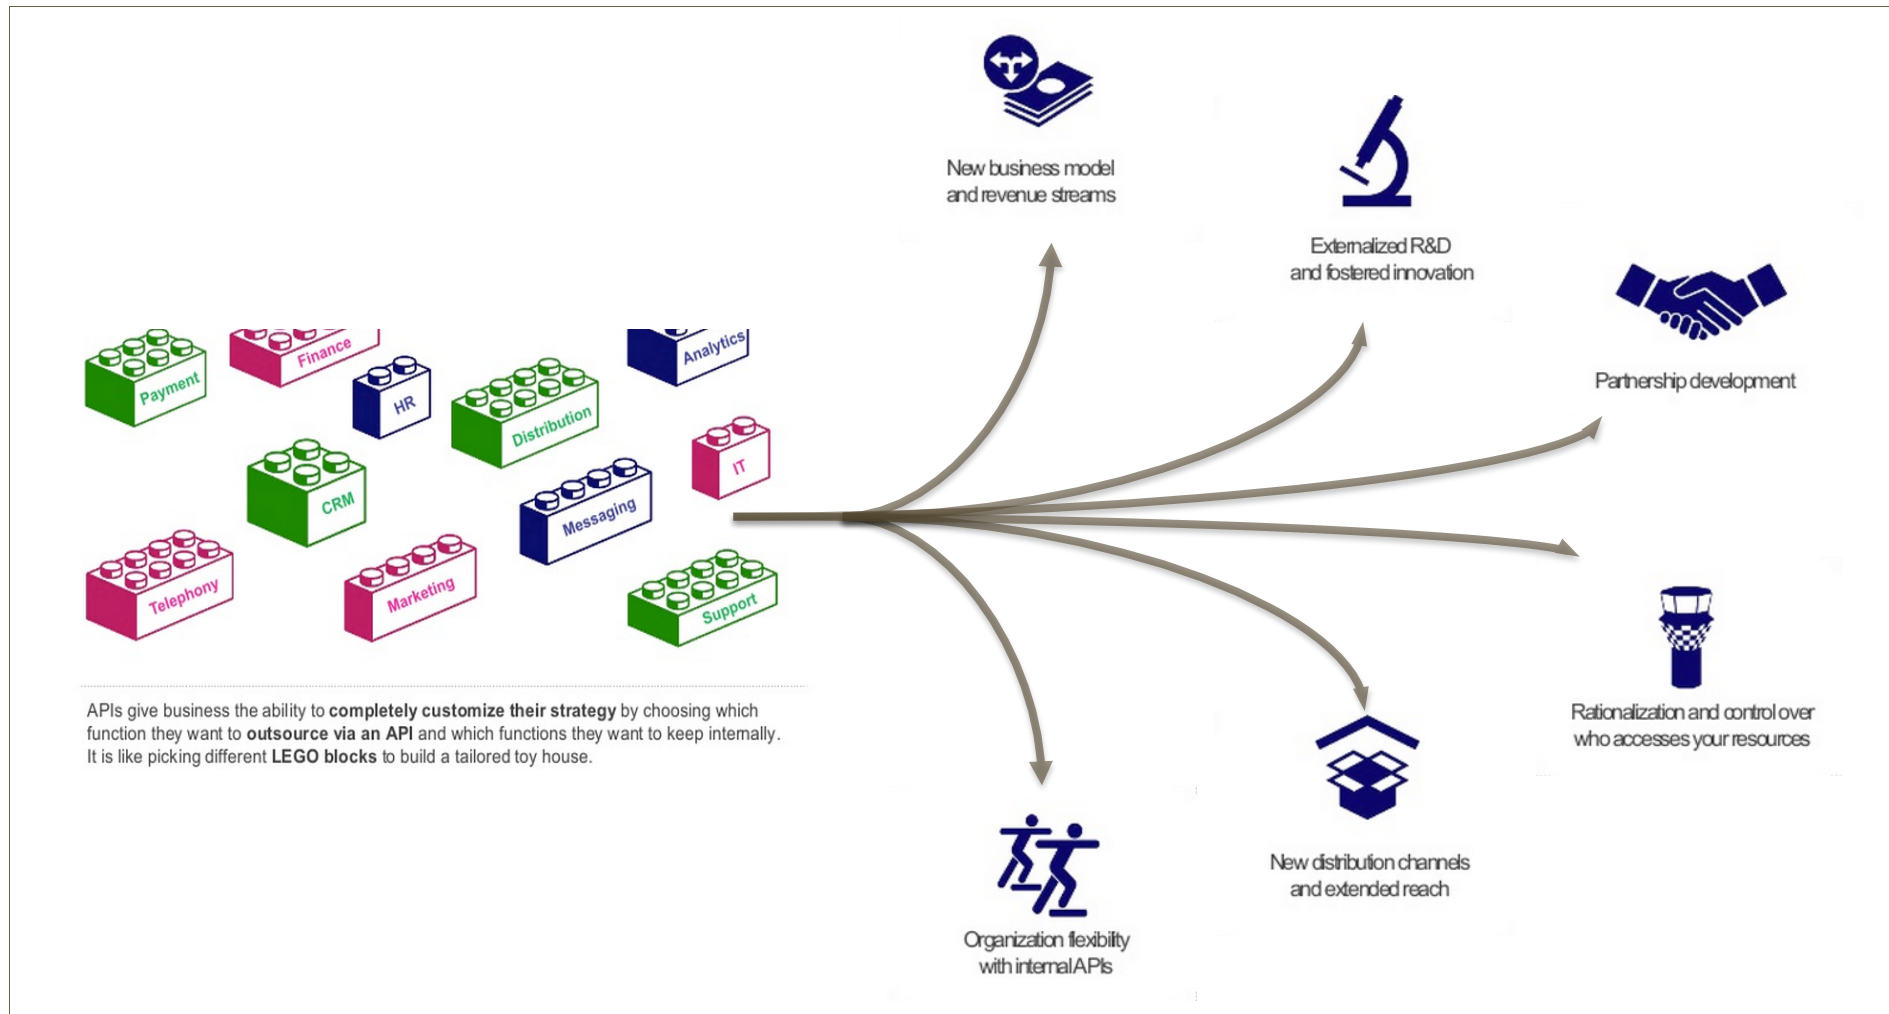 Payment
Finance
HR
Distribution
Analytics
CRM
IT
Messaging
Telephony
Marketing
Support
APIs give business the ability to completely customize their strategy by choosing which
function they want to outsource via an API and which functions they want to keep internally.
It is like picking different LEGO blocks to build a tailored toy house.
New business model
and revenue streams
Externalized R&D
and fostered innovation
Partnership development
Rationalization and control over
who accesses your resources
New distribution channels
and extended reach
Organization flexibility
with internal APIs